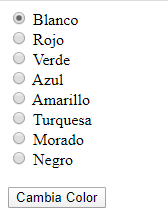 Blanco
Rojo
Verde
Azul
Amarillo
Turquesa
Morado
Negro
Cambia Color